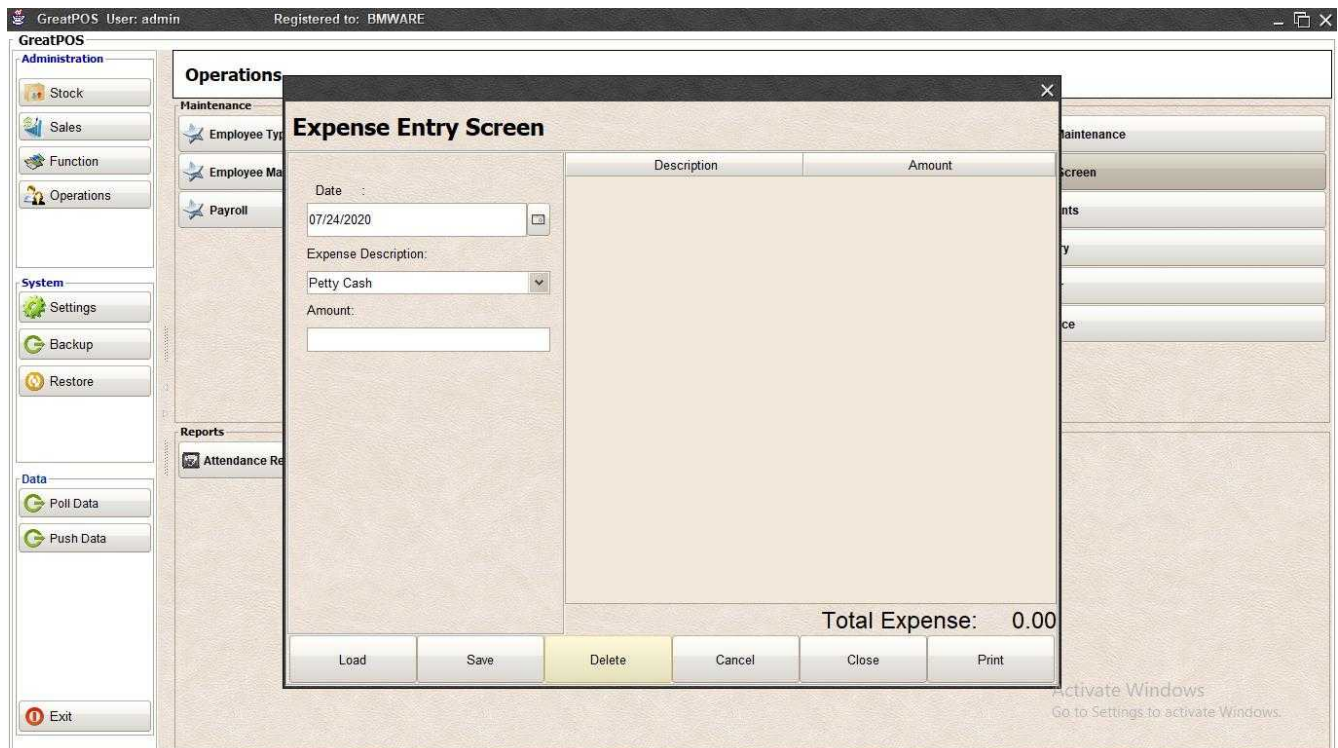 GreatPOS User: admin
Registered to: BMWARE
GreatPOS
Administration
Stock
Sales
Function
Operations
System
Settings
Backup
Restore
Data
Poll Data
Push Data
Exit
Operations
Maintenance
Employee Typ
Employee Ma
Payroll
Maintenance
Screen
nts
y
ce
Reports
Attendance Re
Expense Entry Screen
Date :
07/24/2020
Expense Description:
Petty Cash
Amount:
Description
Amount
Total Expense: 0.00
Load
Save
Delete
Cancel
Close
Print
Activate Windows
Go to Settings to activate Windows.